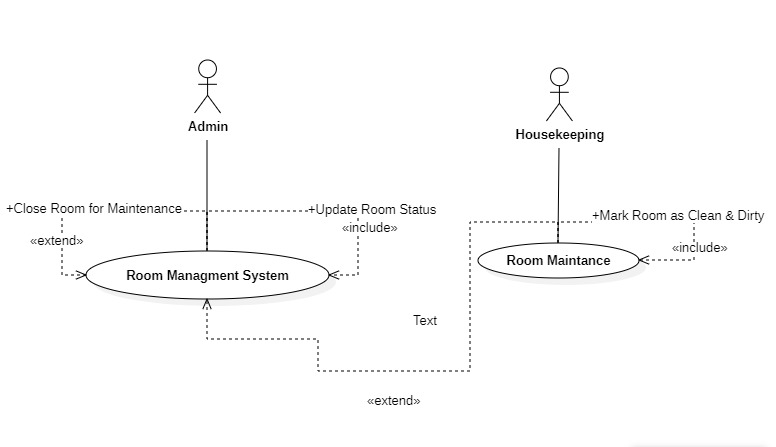 Admin
Housekeeping
+Close Room for Maintenance
+Update Room Status
+Mark Room as Clean & Dirty
«extend»
«include»
«include»
Room Managment System
Room Maintance
Text
«extend»